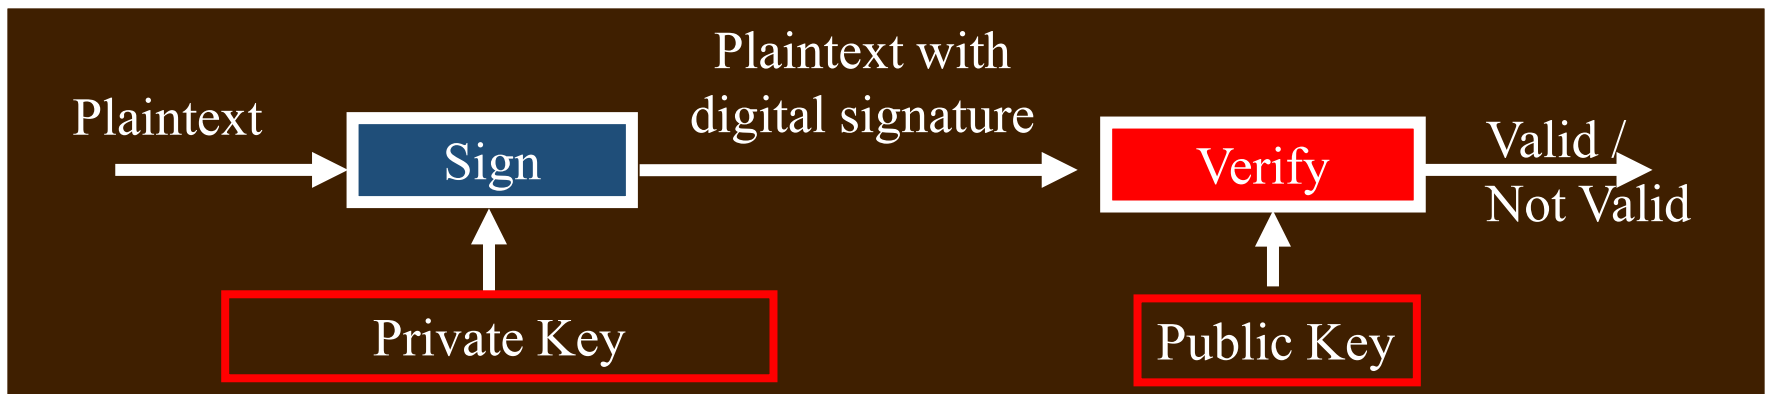 Plaintext
Sign
Plaintext with
digital signature
Verify
Valid /
Not Valid
Private Key
Public Key